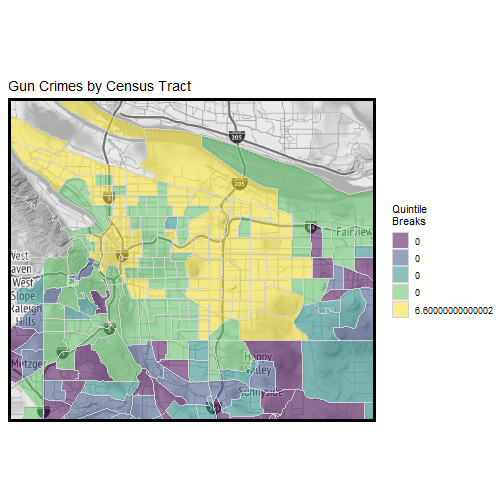 Gun Crimes by Census Tract
205
205
Fairview
West
Haven
West
Slope
Raleigh
Hills
Metzger
Happy
Valley
Sunnyside
Quintile
Breaks
0
0
0
0
6.6000000000002